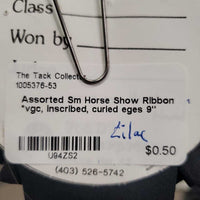 Class
Won by
The Tack Collector
1005376-53
Assorted Sm Horse Show Ribbon
*vgc, inscribed, curled eges 9"
Lilac
$0.50
U94ZS2
(403) 526-5742